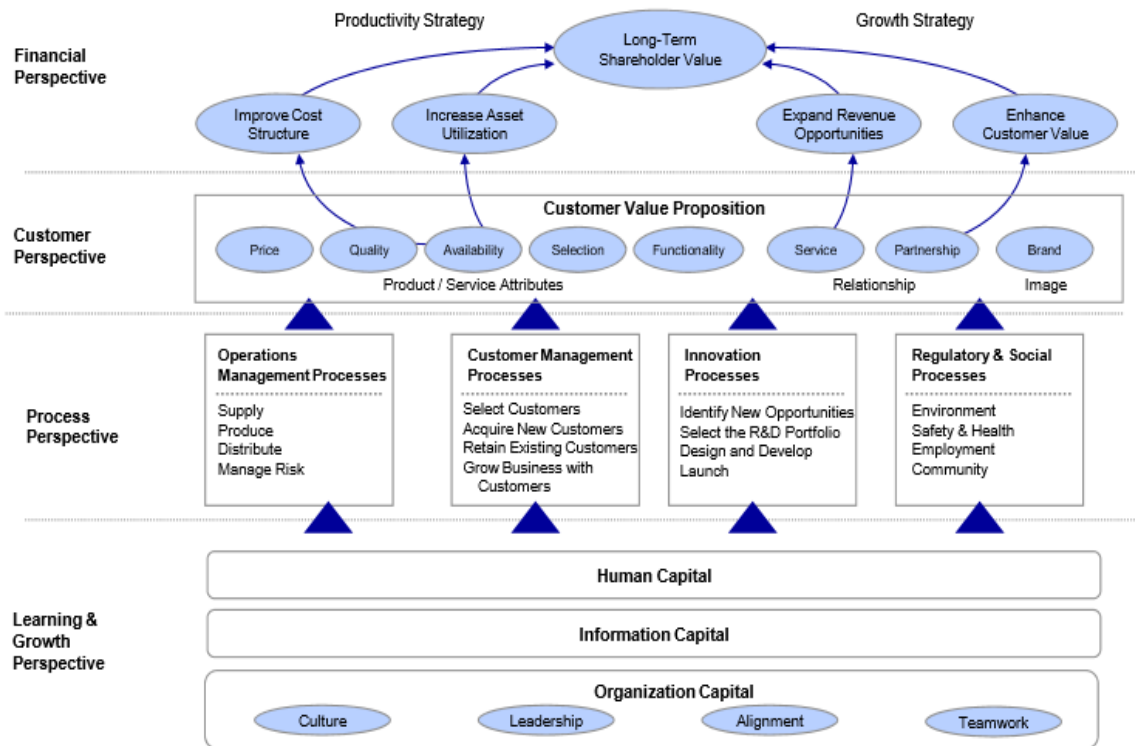 Productivity Strategy
Growth Strategy
Financial
Perspective
Long-Term
Shareholder Value
Improve Cost
Structure
Increase Asset
Utilization
Expand Revenue
Opportunities
Enhance
Customer Value
Customer
Perspective
Customer Value Proposition
Price
Quality
Availability
Selection
Functionality
Service
Partnership
Brand
Product / Service Attributes
Relationship
Image
Process
Perspective
Operations
Management Processes
Supply
Produce
Distribute
Manage Risk
Customer Management
Processes
Select Customers
Acquire New Customers
Retain Existing Customers
Grow Business with
Customers
Innovation
Processes
Identify New Opportunities
Select the R&D Portfolio
Design and Develop
Launch
Regulatory & Social
Processes
Environment
Safety & Health
Employment
Community
Learning &
Growth
Perspective
Human Capital
Information Capital
Organization Capital
Culture
Leadership
Alignment
Teamwork